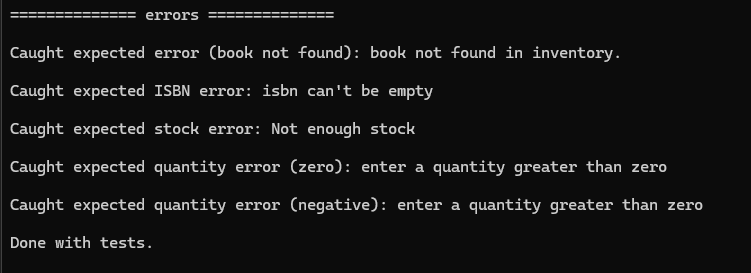 ============== errors ==============
Caught expected error (book not found): book not found in inventory.
Caught expected ISBN error: isbn can't be empty
Caught expected stock error: Not enough stock
Caught expected quantity error (zero): enter a quantity greater than zero
Caught expected quantity error (negative): enter a quantity greater than zero
Done with tests.